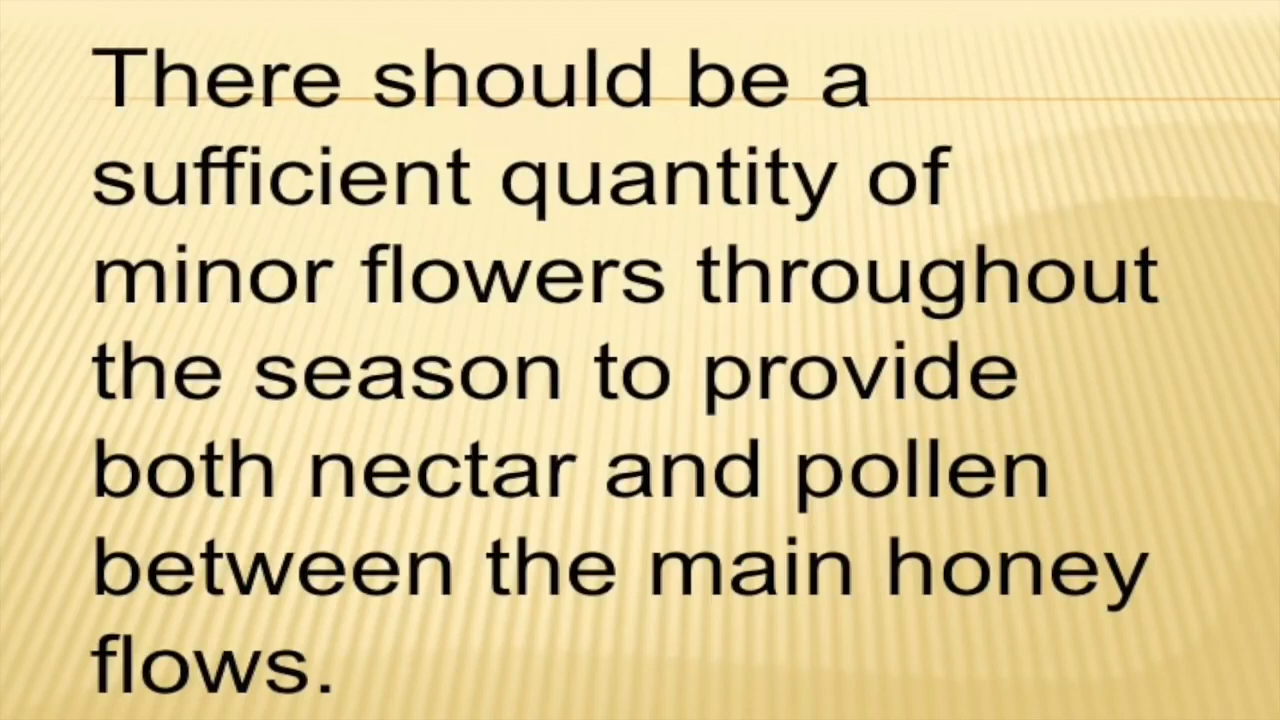 There should be a
sufficient quantity of
minor flowers throughout
the season to provide
both nectar and pollen
between the main honey
flows.